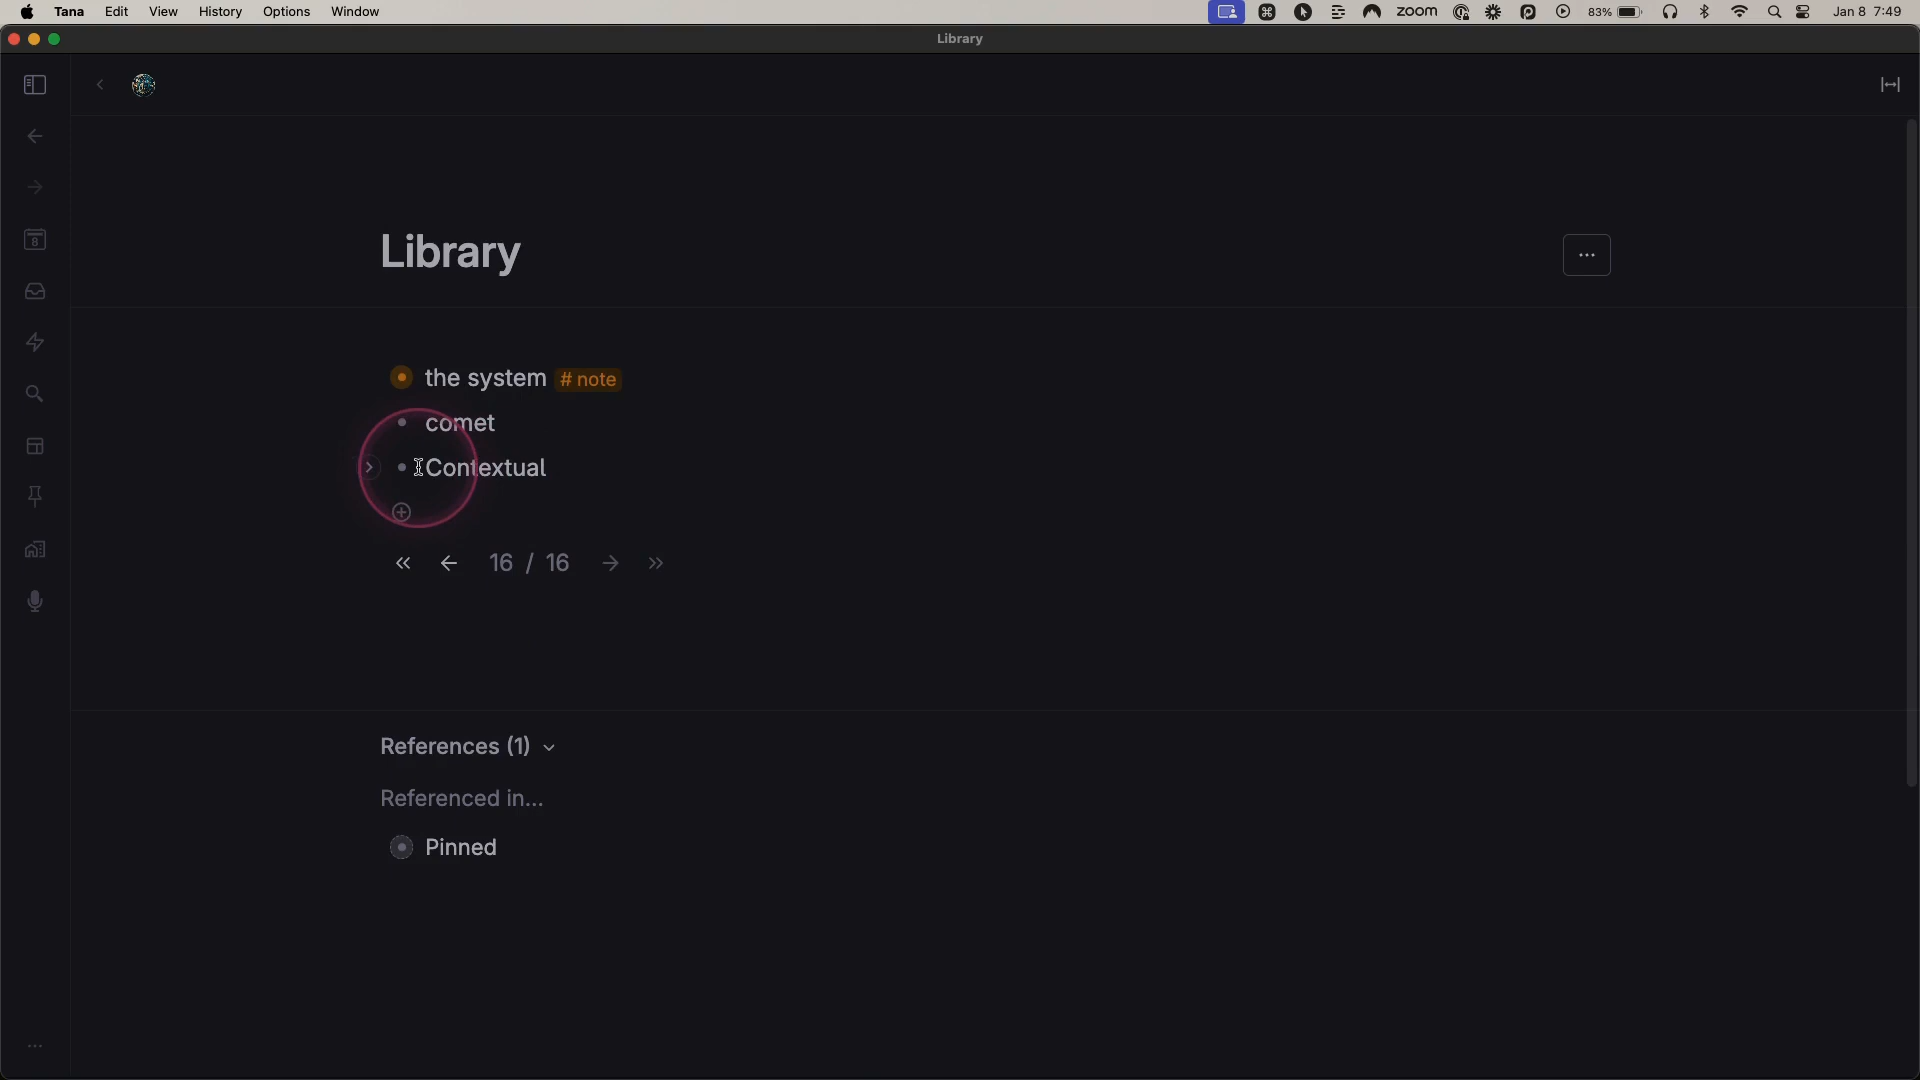 Tana Edit View History Options Window zoom 83% Jan 8 7:49
Library
8
Library
...
the system # note
comet
Contextual
16 / 16
References (1)
Referenced in...
Pinned